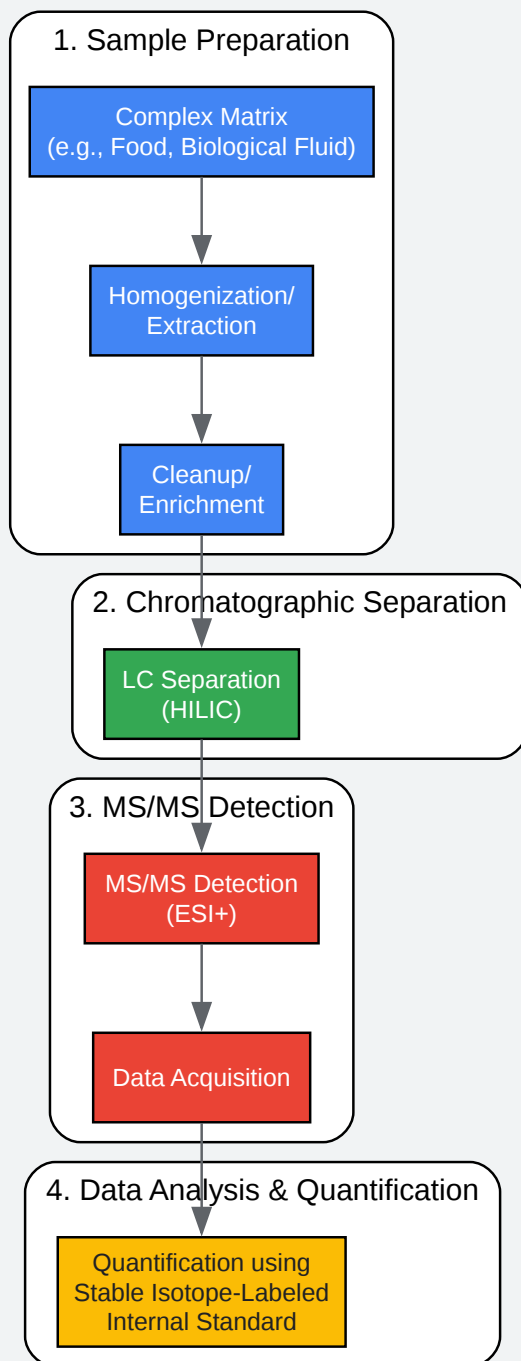 1. Sample Preparation
Complex Matrix
(e.g., Food, Biological Fluid)
Homogenization/
Extraction
Cleanup/
Enrichment
2. Chromatographic Separation
LC Separation
(HILIC)
3. MS/MS Detection
MS/MS Detection
(ESI+)
Data Acquisition
4. Data Analysis & Quantification
Quantification using
Stable Isotope-Labeled
Internal Standard